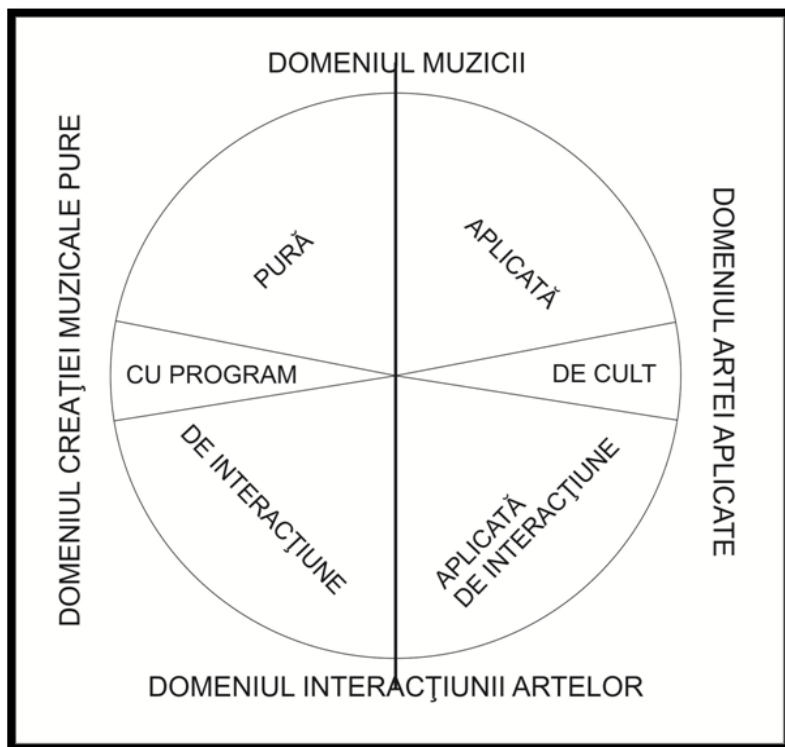 DOMENIUL MUZICII
DOMENIUL CREAŢIEI MUZICALE PURE
PURĂ
APLICATĂ
CU PROGRAM
DE CULT
DE INTERACŢIUNE
APLICATĂ
DE INTERACŢIUNE
DOMENIUL ARTEI APLICATE
DOMENIUL INTERACŢIUNII ARTELOR